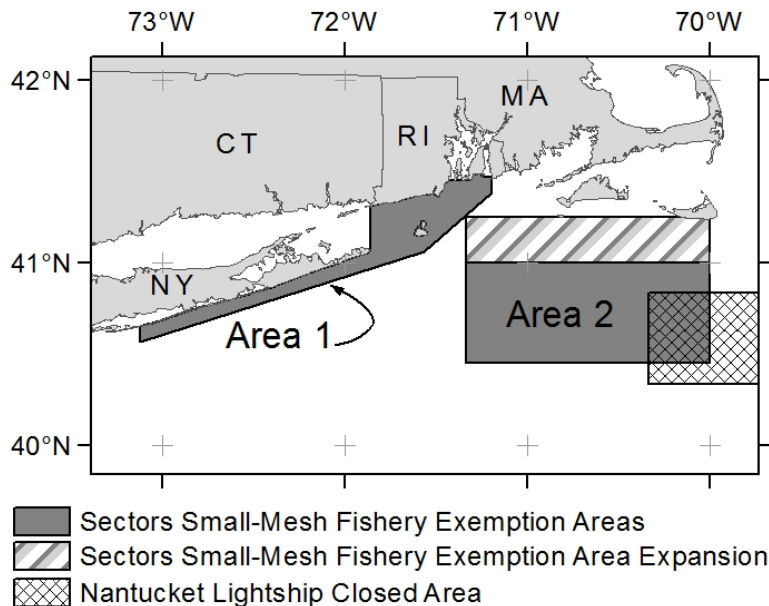 73°W 72°W 71°W 70°W
42°N
MA
RI
CT
41°N
NY
Area 2
Area 1
40°N
Sectors Small-Mesh Fishery Exemption Areas
Sectors Small-Mesh Fishery Exemption Area Expansion
Nantucket Lightship Closed Area